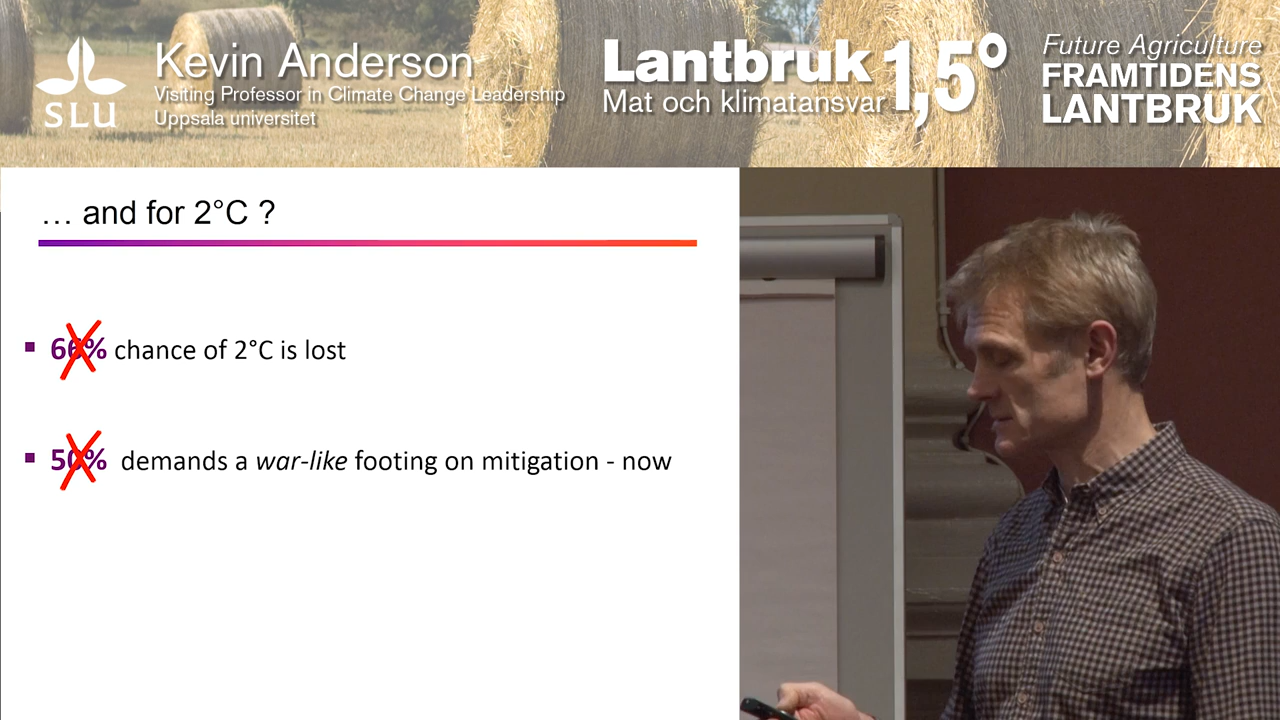 SLU
Kevin Anderson
Visiting Professor in Climate Change Leadership
Uppsala universitet
Lantbruk 1,5°
Mat och klimatansvar
Future Agriculture
FRAMTIDENS
LANTBRUK
… and for 2°C ?
66% chance of 2°C is lost
50% demands a war-like footing on mitigation - now